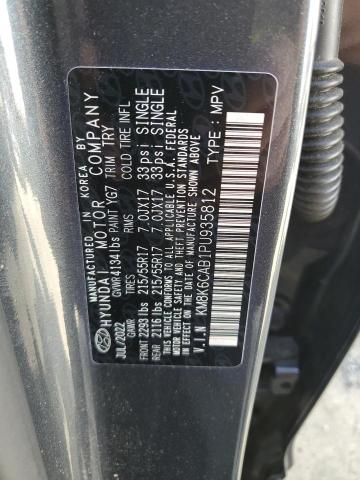 MANUFACTURED IN KOREA BY:
HYUNDAI MOTOR COMPANY
JUL/2022 GVWR 4194 lbs PAINT YG7 TRIM TRY
GAWR TIRES RMS COLD TIRE INFL
FRONT 2293 lbs 215/55R17 7.0JX17 33psi SINGLE
REAR 2116 lbs 215/55R17 7.0JX17 33psi SINGLE
THIS VEHICLE CONFORMS TO ALL APPLICABLE U.S.A. FEDERAL
MOTOR VEHICLE SAFETY, BUMPER, AND THEFT PREVENTION
STANDARDS IN EFFECT ON THE DATE OF MANUFACTURE SHOWN ABOVE
V.I.N KM8K6CAB1PU935812 TYPE : MPV